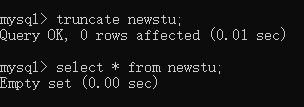 mysql> truncate newstu;
Query OK, 0 rows affected (0.01 sec)
mysql> select * from newstu;
Empty set (0.00 sec)